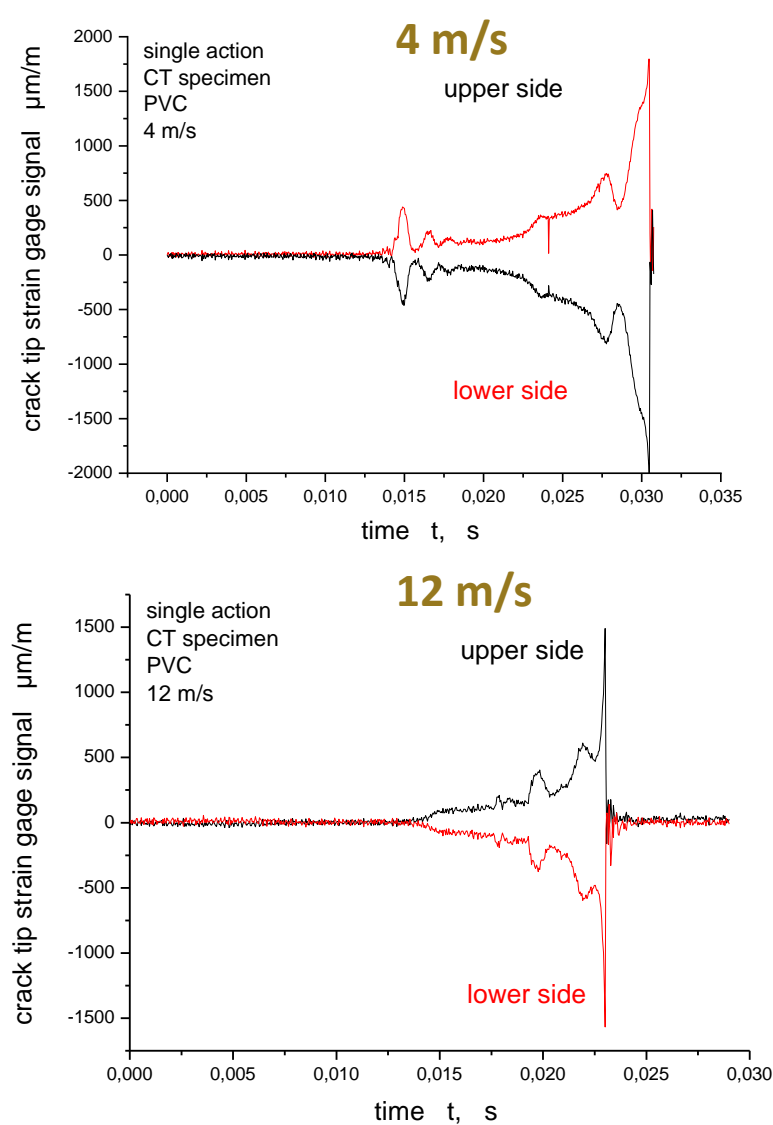 4 m/s
single action
CT specimen
PVC
4 m/s
upper side
lower side
crack tip strain gage signal µm/m
2000
1500
1000
500
0
-500
-1000
-1500
-2000
0,000 0,005 0,010 0,015 0,020 0,025 0,030 0,035
time t, s
12 m/s
single action
CT specimen
PVC
12 m/s
upper side
lower side
crack tip strain gage signal µm/m
1500
1000
500
0
-500
-1000
-1500
0,000 0,005 0,010 0,015 0,020 0,025 0,030
time t, s